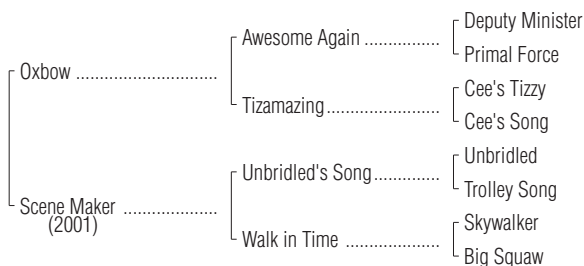 Deputy Minister
Awesome Again ................
Primal Force
Oxbow ..............................
Cee's Tizzy
Tizamazing........................
Cee's Song
Unbridled
Unbridled's Song..............
Trolley Song
Scene Maker ....................
(2001)
Skywalker
Walk in Time ....................
Big Squaw